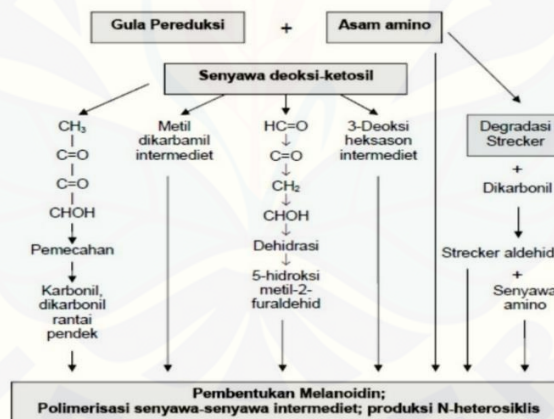 Gula Pereduksi
+
Asam amino
Senyawa deoksi-ketosil
CH₃
C=O
C=O
CHOH
Pemecahan
Karbonil,
dikarbonil
rantai
pendek
Metil
dikarbamil
intermediet
HC=O
C=O
CH₂
CHOH
Dehidrasi
5-hidroksi
metil-2-
furaldehid
3-Deoksi
heksason
intermediet
Degradasi
Strecker
+
Dikarbonil
Strecker aldehid
+
Senyawa
amino
Pembentukan Melanoidin;
Polimerisasi senyawa-senyawa intermediet; produksi N-heterosiklis